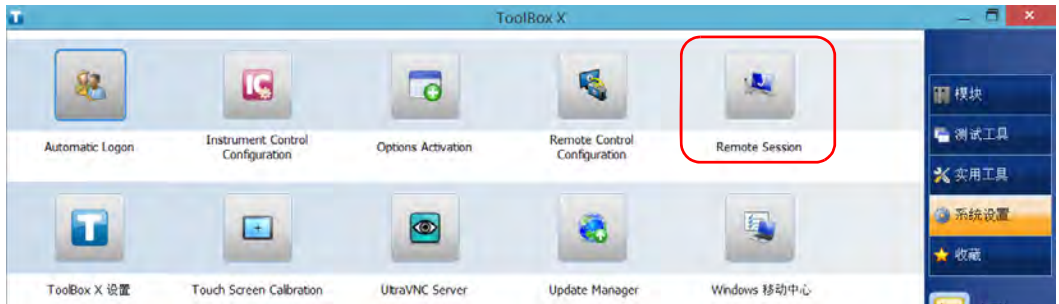 ToolBox X
Automatic Logon
Instrument Control
Configuration
Options Activation
Remote Control
Configuration
Remote Session
ToolBox X 设置
Touch Screen Calibration
UltraVNC Server
Update Manager
Windows 移动中心
模块
测试工具
实用工具
系统设置
收藏